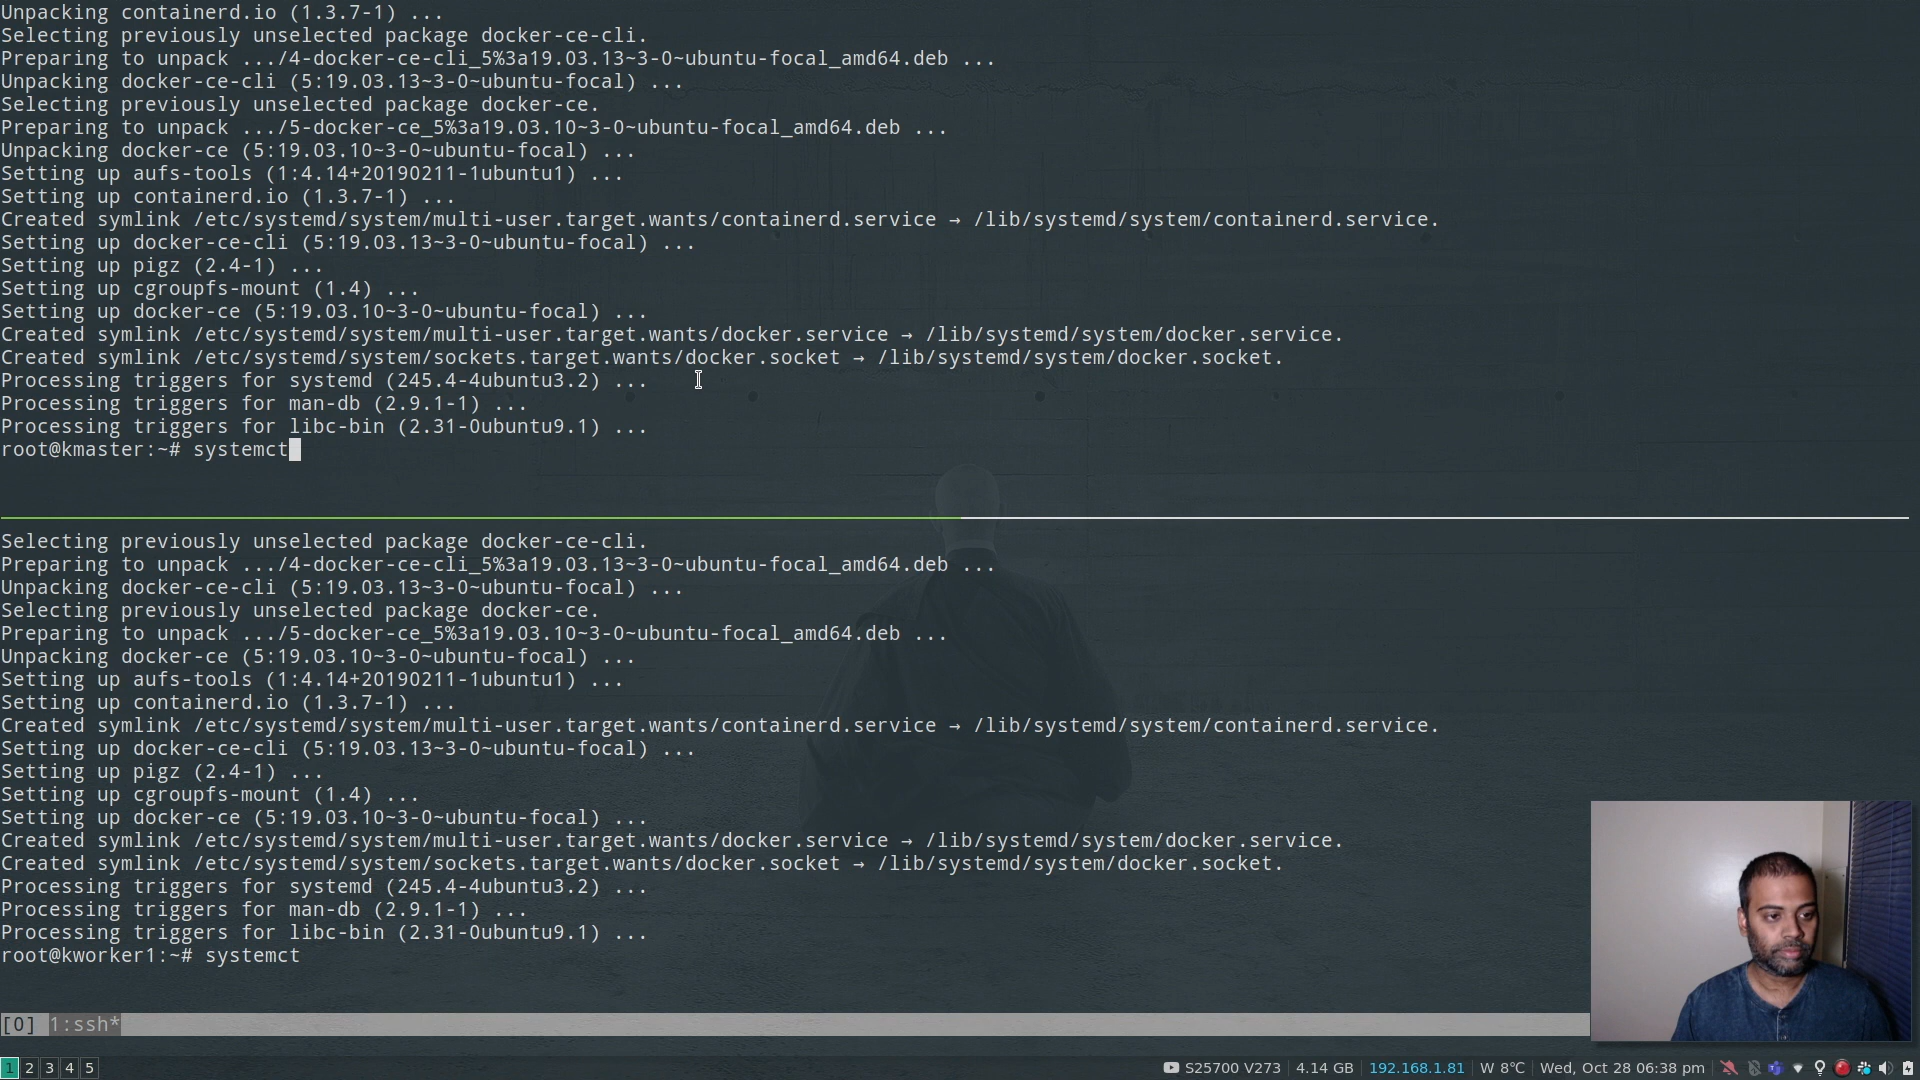 Unpacking containerd.io (1.3.7-1) ...
Selecting previously unselected package docker-ce-cli.
Preparing to unpack .../4-docker-ce-cli_5%3a19.03.13~3-0~ubuntu-focal_amd64.deb ...
Unpacking docker-ce-cli (5:19.03.13~3-0~ubuntu-focal) ...
Selecting previously unselected package docker-ce.
Preparing to unpack .../5-docker-ce_5%3a19.03.10~3-0~ubuntu-focal_amd64.deb ...
Unpacking docker-ce (5:19.03.10~3-0~ubuntu-focal) ...
Setting up aufs-tools (1:4.14+20190211-1ubuntu1) ...
Setting up containerd.io (1.3.7-1) ...
Created symlink /etc/systemd/system/multi-user.target.wants/containerd.service → /lib/systemd/system/containerd.service.
Setting up docker-ce-cli (5:19.03.13~3-0~ubuntu-focal) ...
Setting up pigz (2.4-1) ...
Setting up cgroupfs-mount (1.4) ...
Setting up docker-ce (5:19.03.10~3-0~ubuntu-focal) ...
Created symlink /etc/systemd/system/multi-user.target.wants/docker.service → /lib/systemd/system/docker.service.
Created symlink /etc/systemd/system/sockets.target.wants/docker.socket → /lib/systemd/system/docker.socket.
Processing triggers for systemd (245.4-4ubuntu3.2) ...
Processing triggers for man-db (2.9.1-1) ...
Processing triggers for libc-bin (2.31-0ubuntu9.1) ...
root@kmaster:~# systemct
Selecting previously unselected package docker-ce-cli.
Preparing to unpack .../4-docker-ce-cli_5%3a19.03.13~3-0~ubuntu-focal_amd64.deb ...
Unpacking docker-ce-cli (5:19.03.13~3-0~ubuntu-focal) ...
Selecting previously unselected package docker-ce.
Preparing to unpack .../5-docker-ce_5%3a19.03.10~3-0~ubuntu-focal_amd64.deb ...
Unpacking docker-ce (5:19.03.10~3-0~ubuntu-focal) ...
Setting up aufs-tools (1:4.14+20190211-1ubuntu1) ...
Setting up containerd.io (1.3.7-1) ...
Created symlink /etc/systemd/system/multi-user.target.wants/containerd.service → /lib/systemd/system/containerd.service.
Setting up docker-ce-cli (5:19.03.13~3-0~ubuntu-focal) ...
Setting up pigz (2.4-1) ...
Setting up cgroupfs-mount (1.4) ...
Setting up docker-ce (5:19.03.10~3-0~ubuntu-focal) ...
Created symlink /etc/systemd/system/multi-user.target.wants/docker.service → /lib/systemd/system/docker.service.
Created symlink /etc/systemd/system/sockets.target.wants/docker.socket → /lib/systemd/system/docker.socket.
Processing triggers for systemd (245.4-4ubuntu3.2) ...
Processing triggers for man-db (2.9.1-1) ...
Processing triggers for libc-bin (2.31-0ubuntu9.1) ...
root@kworker1:~# systemct
[0] 1:ssh*
1 2 3 4 5 S25700 V273 4.14 GB 192.168.1.81 W 8°C Wed, Oct 28 06:38 pm